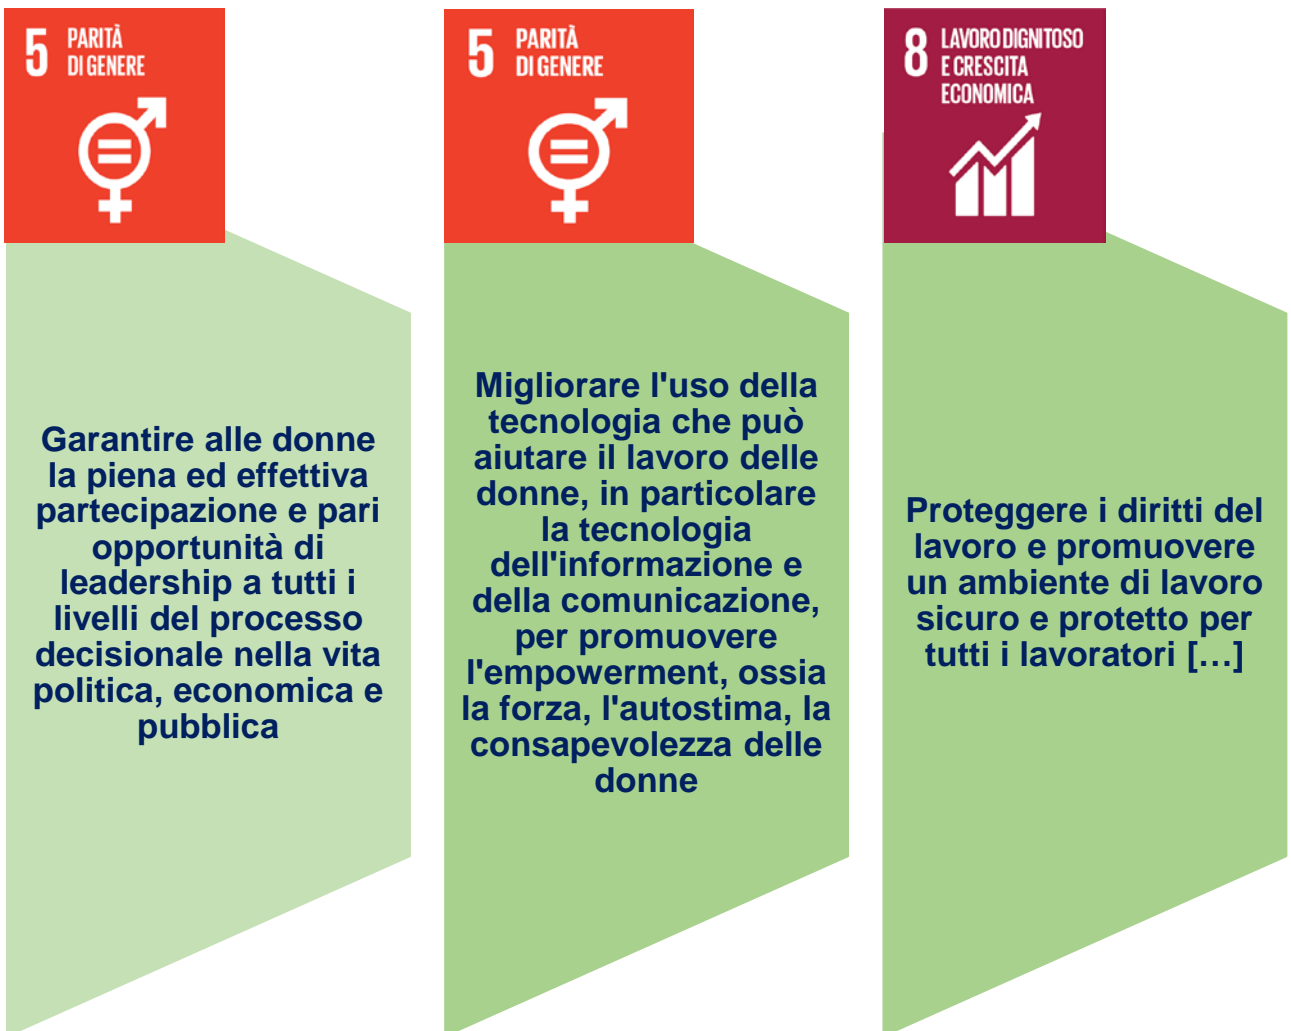 5 PARITÀ
DI GENERE
Garantire alle donne
la piena ed effettiva
partecipazione e pari
opportunità di
leadership a tutti i
livelli del processo
decisionale nella vita
politica, economica e
pubblica
5 PARITÀ
DI GENERE
Migliorare l'uso della
tecnologia che può
aiutare il lavoro delle
donne, in particolare
la tecnologia
dell'informazione e
della comunicazione,
per promuovere
l'empowerment, ossia
la forza, l'autostima, la
consapevolezza delle
donne
8 LAVORO DIGNITOSO
E CRESCITA
ECONOMICA
Proteggere i diritti del
lavoro e promuovere
un ambiente di lavoro
sicuro e protetto per
tutti i lavoratori […]